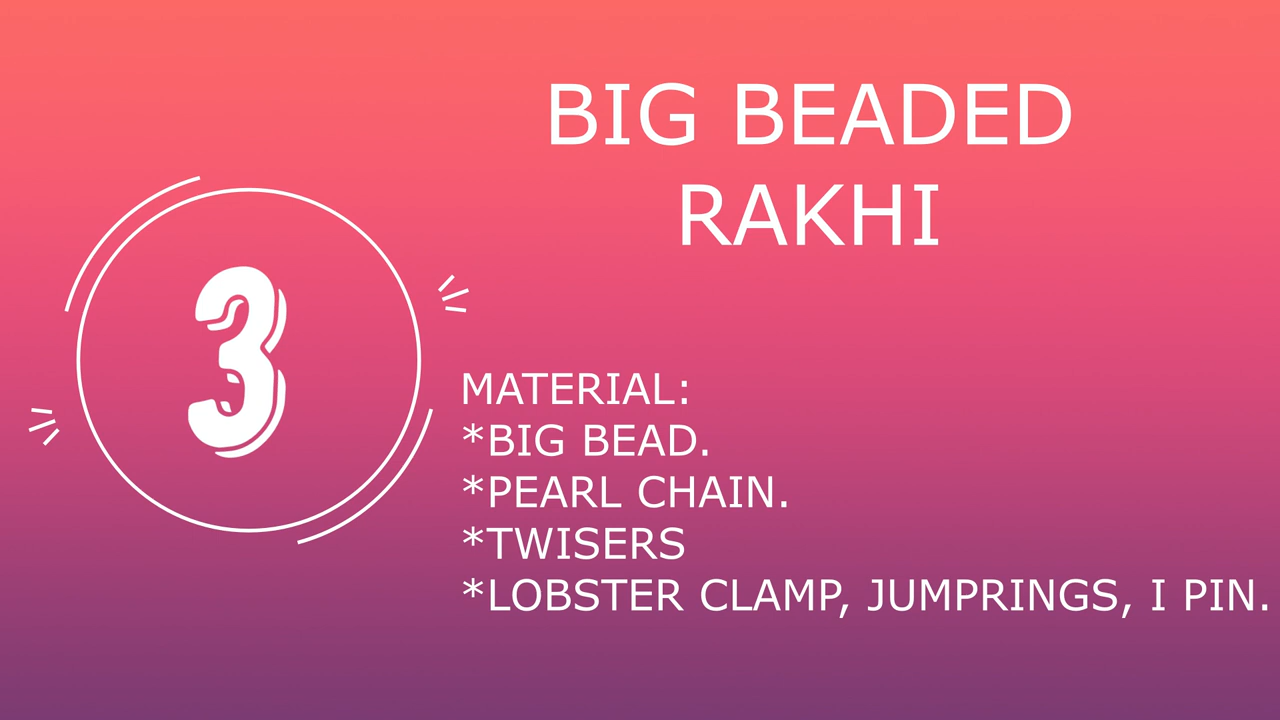 BIG BEADED
RAKHI
3
MATERIAL:
*BIG BEAD.
*PEARL CHAIN.
*TWISERS
*LOBSTER CLAMP, JUMPRINGS, I PIN.